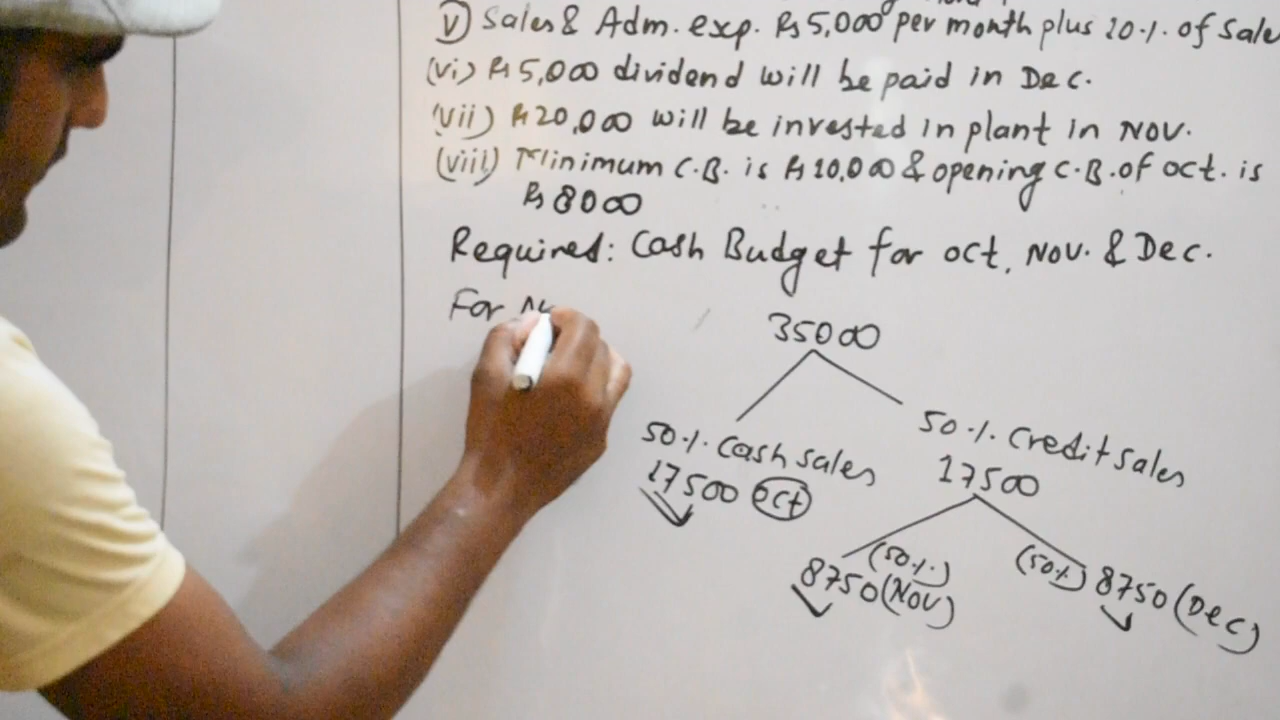 v) Sales & Adm. exp. Rs 5,000 per month plus 20.1. of Sale
(vi) Rs 5,000 dividend will be paid in Dec.
(vii) Rs 20,000 will be invested in plant in Nov.
(viii) Minimum C.B. is Rs 10,000 & opening C.B. of oct. is
Rs 8000
Required: Cash Budget for oct, Nov. & Dec.
For
35000
50 % Cash sales
17500 oct
50 % Credit sales
17500
(50 %)
8750 (Nov)
(50 %) 8750 (Dec)